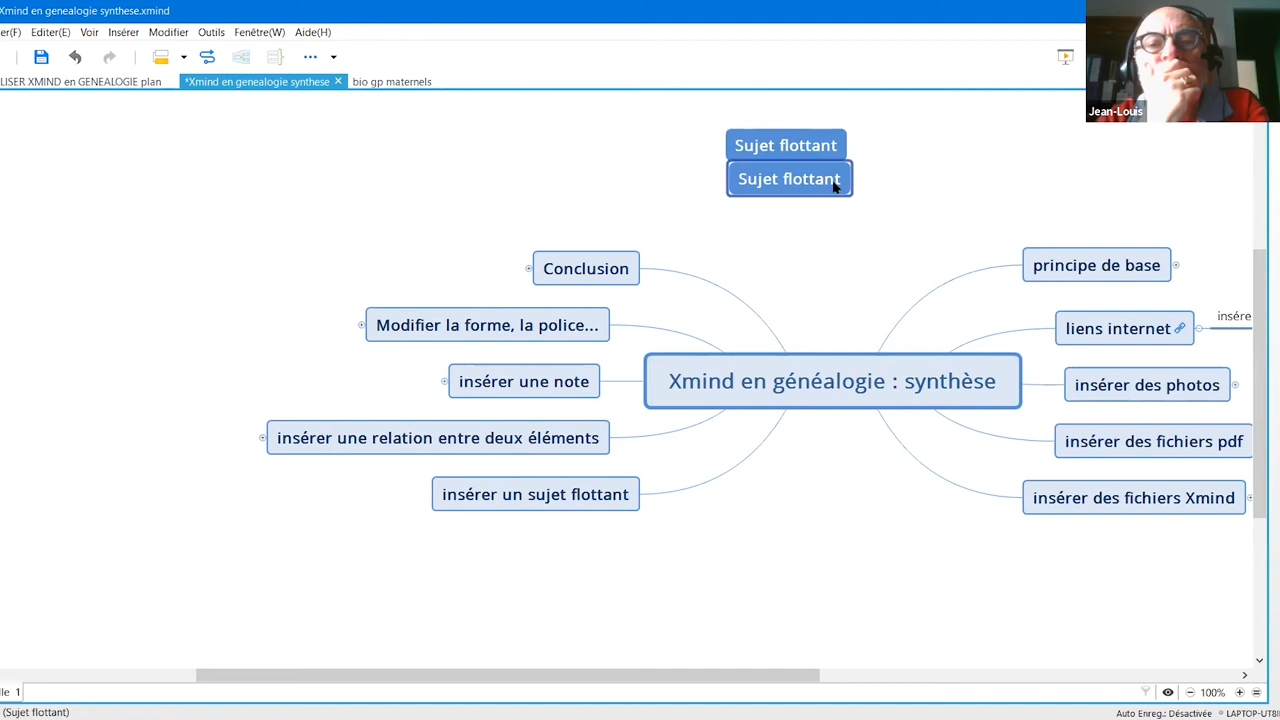 Xmind en genealogie synthese.xmind
er(F) Editer(E) Voir Insérer Modifier Outils Fenêtre(W) Aide(H)
LISER XMIND en GENEALOGIE plan *Xmind en genealogie synthese bio gp maternels
Jean-Louis
Sujet flottant
Sujet flottant
Conclusion
principe de base
Modifier la forme, la police...
liens internet
insére
insérer une note
Xmind en généalogie : synthèse
insérer des photos
insérer une relation entre deux éléments
insérer des fichiers pdf
insérer un sujet flottant
insérer des fichiers Xmind
lle 1
100%
(Sujet flottant)
Auto Enreg.: Désactivée LAPTOP-UT8I